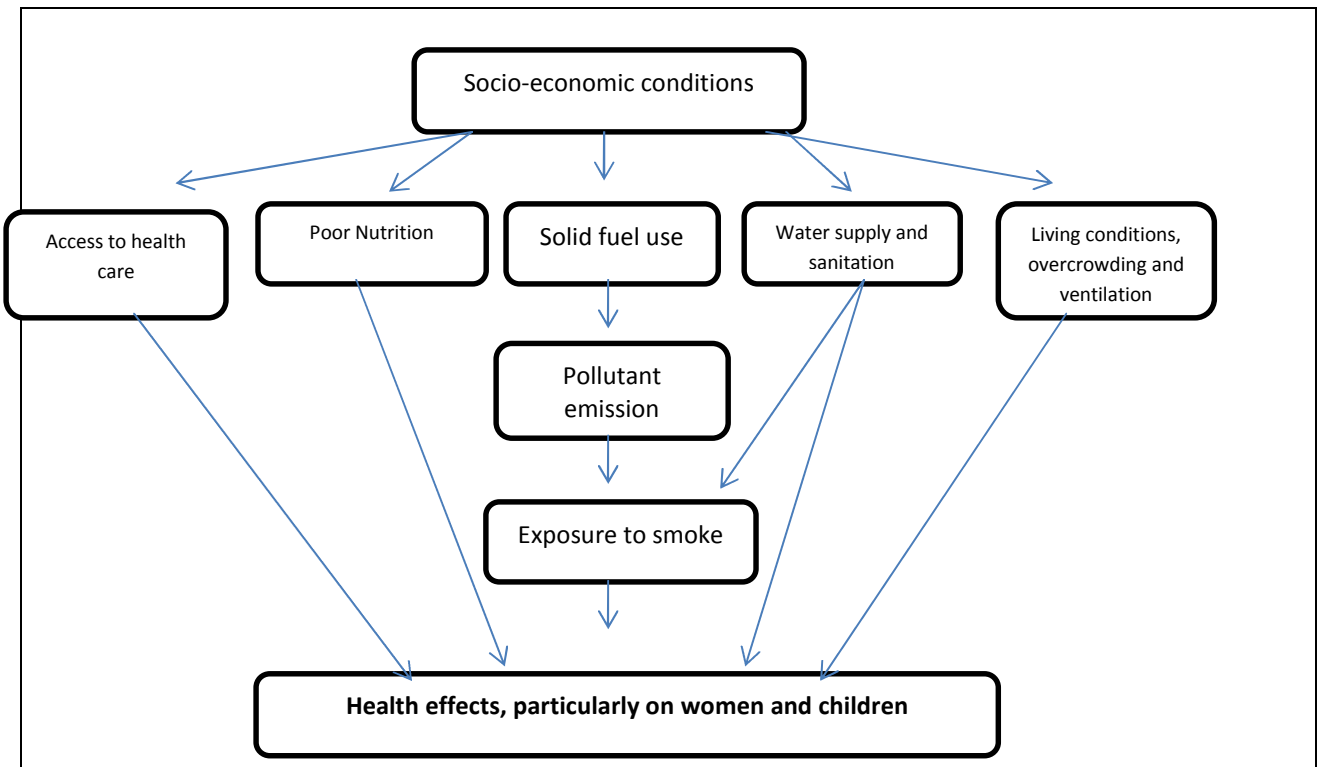 Socio-economic conditions
Access to health
care
Poor Nutrition
Solid fuel use
Water supply and
sanitation
Living conditions,
overcrowding and
ventilation
Pollutant
emission
Exposure to smoke
Health effects, particularly on women and children